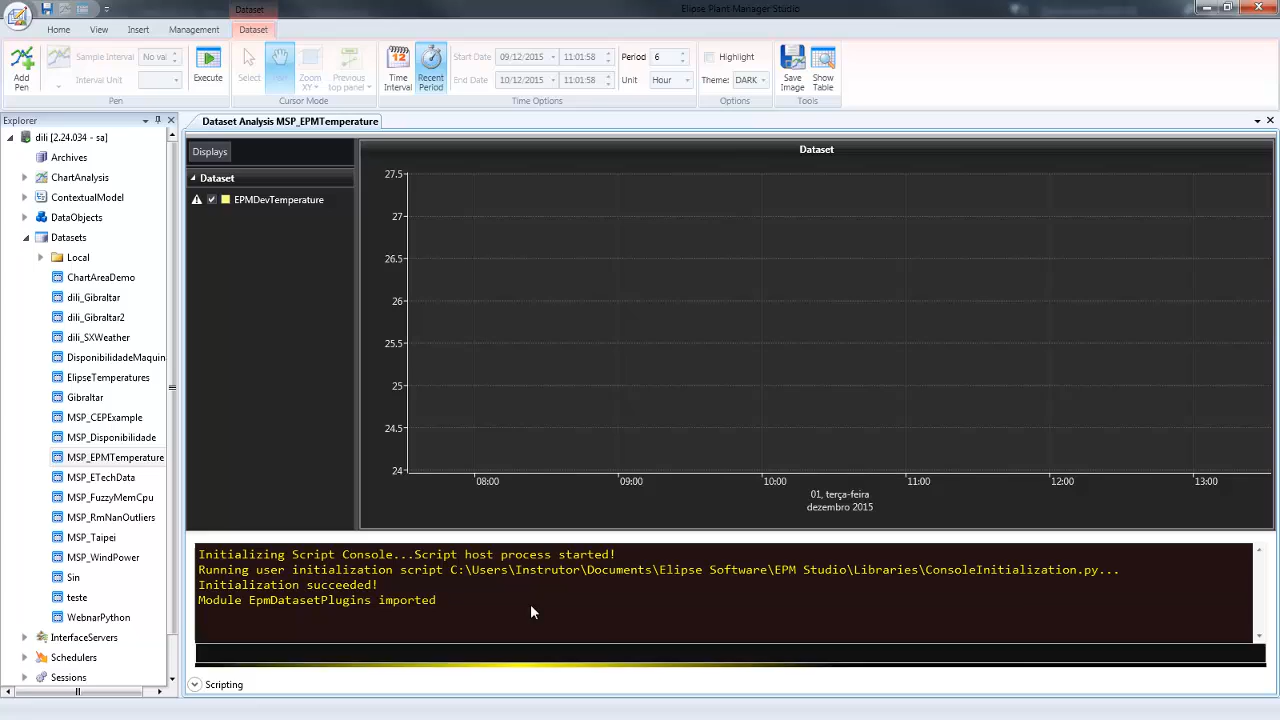 Dataset
Elipse Plant Manager Studio
Home
View
Insert
Management
Dataset
Add
Pen
Sample Interval
No val
Interval Unit
Pen
Execute
Select
Zoom
XY
Previous
top panel
Cursor Mode
Time
Interval
Recent
Period
Start Date
09/12/2015
11:01:58
Period
6
End Date
10/12/2015
11:01:58
Unit
Hour
Time Options
Highlight
Theme:
DARK
Options
Save
Image
Show
Table
Tools
Explorer
dili [2.24.034 - sa]
Archives
ChartAnalysis
ContextualModel
DataObjects
Datasets
Local
ChartAreaDemo
dili_Gibraltar
dili_Gibraltar2
dili_SXWeather
DisponibilidadeMaquin
ElipseTemperatures
Gibraltar
MSP_CEPExample
MSP_Disponibilidade
MSP_EPMTemperature
MSP_ETechData
MSP_FuzzyMemCpu
MSP_RmNanOutliers
MSP_Taipei
MSP_WindPower
Sin
teste
WebnarPython
InterfaceServers
Schedulers
Sessions
Dataset Analysis MSP_EPMTemperature
Displays
Dataset
EPMDevTemperature
Dataset
27.5
27
26.5
26
25.5
25
24.5
24
08:00
09:00
10:00
11:00
12:00
13:00
01, terça-feira
dezembro 2015
Initializing Script Console...Script host process started!
Running user initialization script C:\Users\Instrutor\Documents\Elipse Software\EPM Studio\Libraries\ConsoleInitialization.py...
Initialization succeeded!
Module EpmDatasetPlugins imported
Scripting